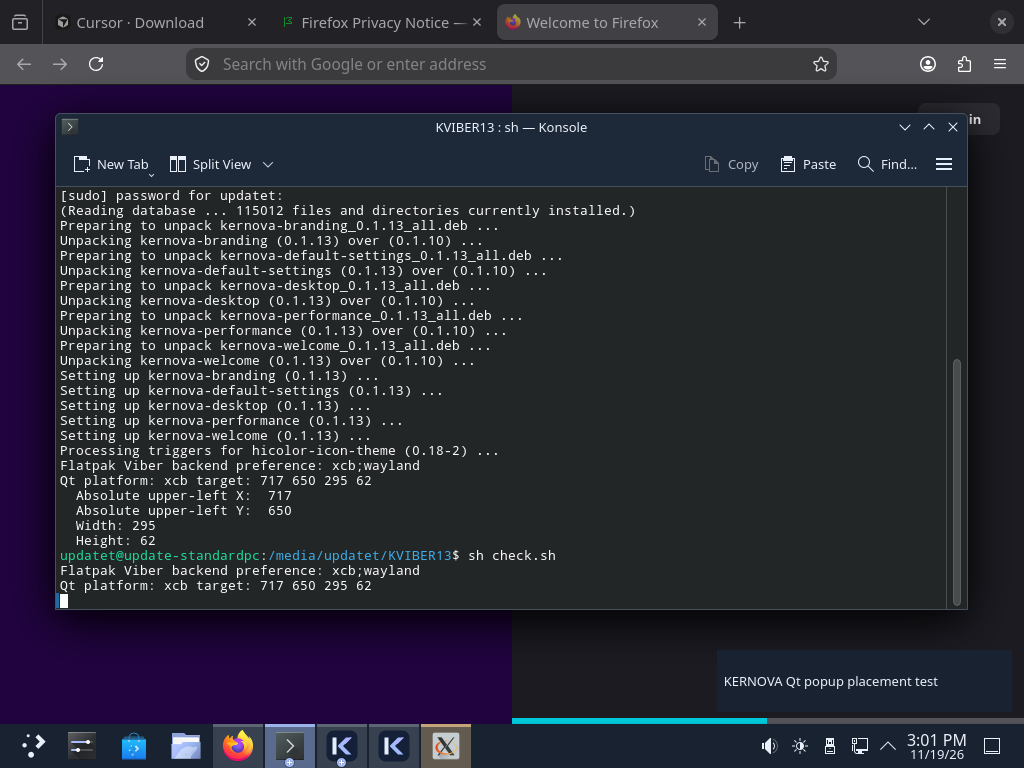 Cursor · Download
Firefox Privacy Notice —
Welcome to Firefox
Search with Google or enter address
in
KVIBER13 : sh — Konsole
New Tab
Split View
Copy
Paste
Find...
[sudo] password for updatet:
(Reading database ... 115012 files and directories currently installed.)
Preparing to unpack kernova-branding_0.1.13_all.deb ...
Unpacking kernova-branding (0.1.13) over (0.1.10) ...
Preparing to unpack kernova-default-settings_0.1.13_all.deb ...
Unpacking kernova-default-settings (0.1.13) over (0.1.10) ...
Preparing to unpack kernova-desktop_0.1.13_all.deb ...
Unpacking kernova-desktop (0.1.13) over (0.1.10) ...
Preparing to unpack kernova-performance_0.1.13_all.deb ...
Unpacking kernova-performance (0.1.13) over (0.1.10) ...
Preparing to unpack kernova-welcome_0.1.13_all.deb ...
Unpacking kernova-welcome (0.1.13) over (0.1.10) ...
Setting up kernova-branding (0.1.13) ...
Setting up kernova-default-settings (0.1.13) ...
Setting up kernova-desktop (0.1.13) ...
Setting up kernova-performance (0.1.13) ...
Setting up kernova-welcome (0.1.13) ...
Processing triggers for hicolor-icon-theme (0.18-2) ...
Flatpak Viber backend preference: xcb;wayland
Qt platform: xcb target: 717 650 295 62
  Absolute upper-left X:  717
  Absolute upper-left Y:  650
  Width: 295
  Height: 62
updatet@update-standardpc:/media/updatet/KVIBER13$ sh check.sh
Flatpak Viber backend preference: xcb;wayland
Qt platform: xcb target: 717 650 295 62
KERNOVA Qt popup placement test
3:01 PM
11/19/26